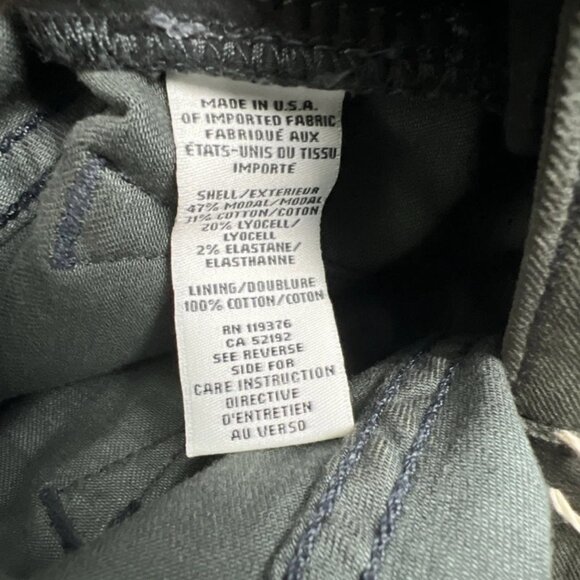 MADE IN U.S.A.
OF IMPORTED FABRIC
FABRIQUÉ AUX
ÉTATS-UNIS DU TISSU
IMPORTÉ
SHELL/EXTERIEUR
47% MODAL/MODAL
31% COTTON/COTON
20% LYOCELL/
LYOCELL
2% ELASTANE/
ELASTHANNE
LINING/DOUBLURE
100% COTTON/COTON
RN 119376
CA 52192
SEE REVERSE
SIDE FOR
CARE INSTRUCTION
DIRECTIVE
D'ENTRETIEN
AU VERSO